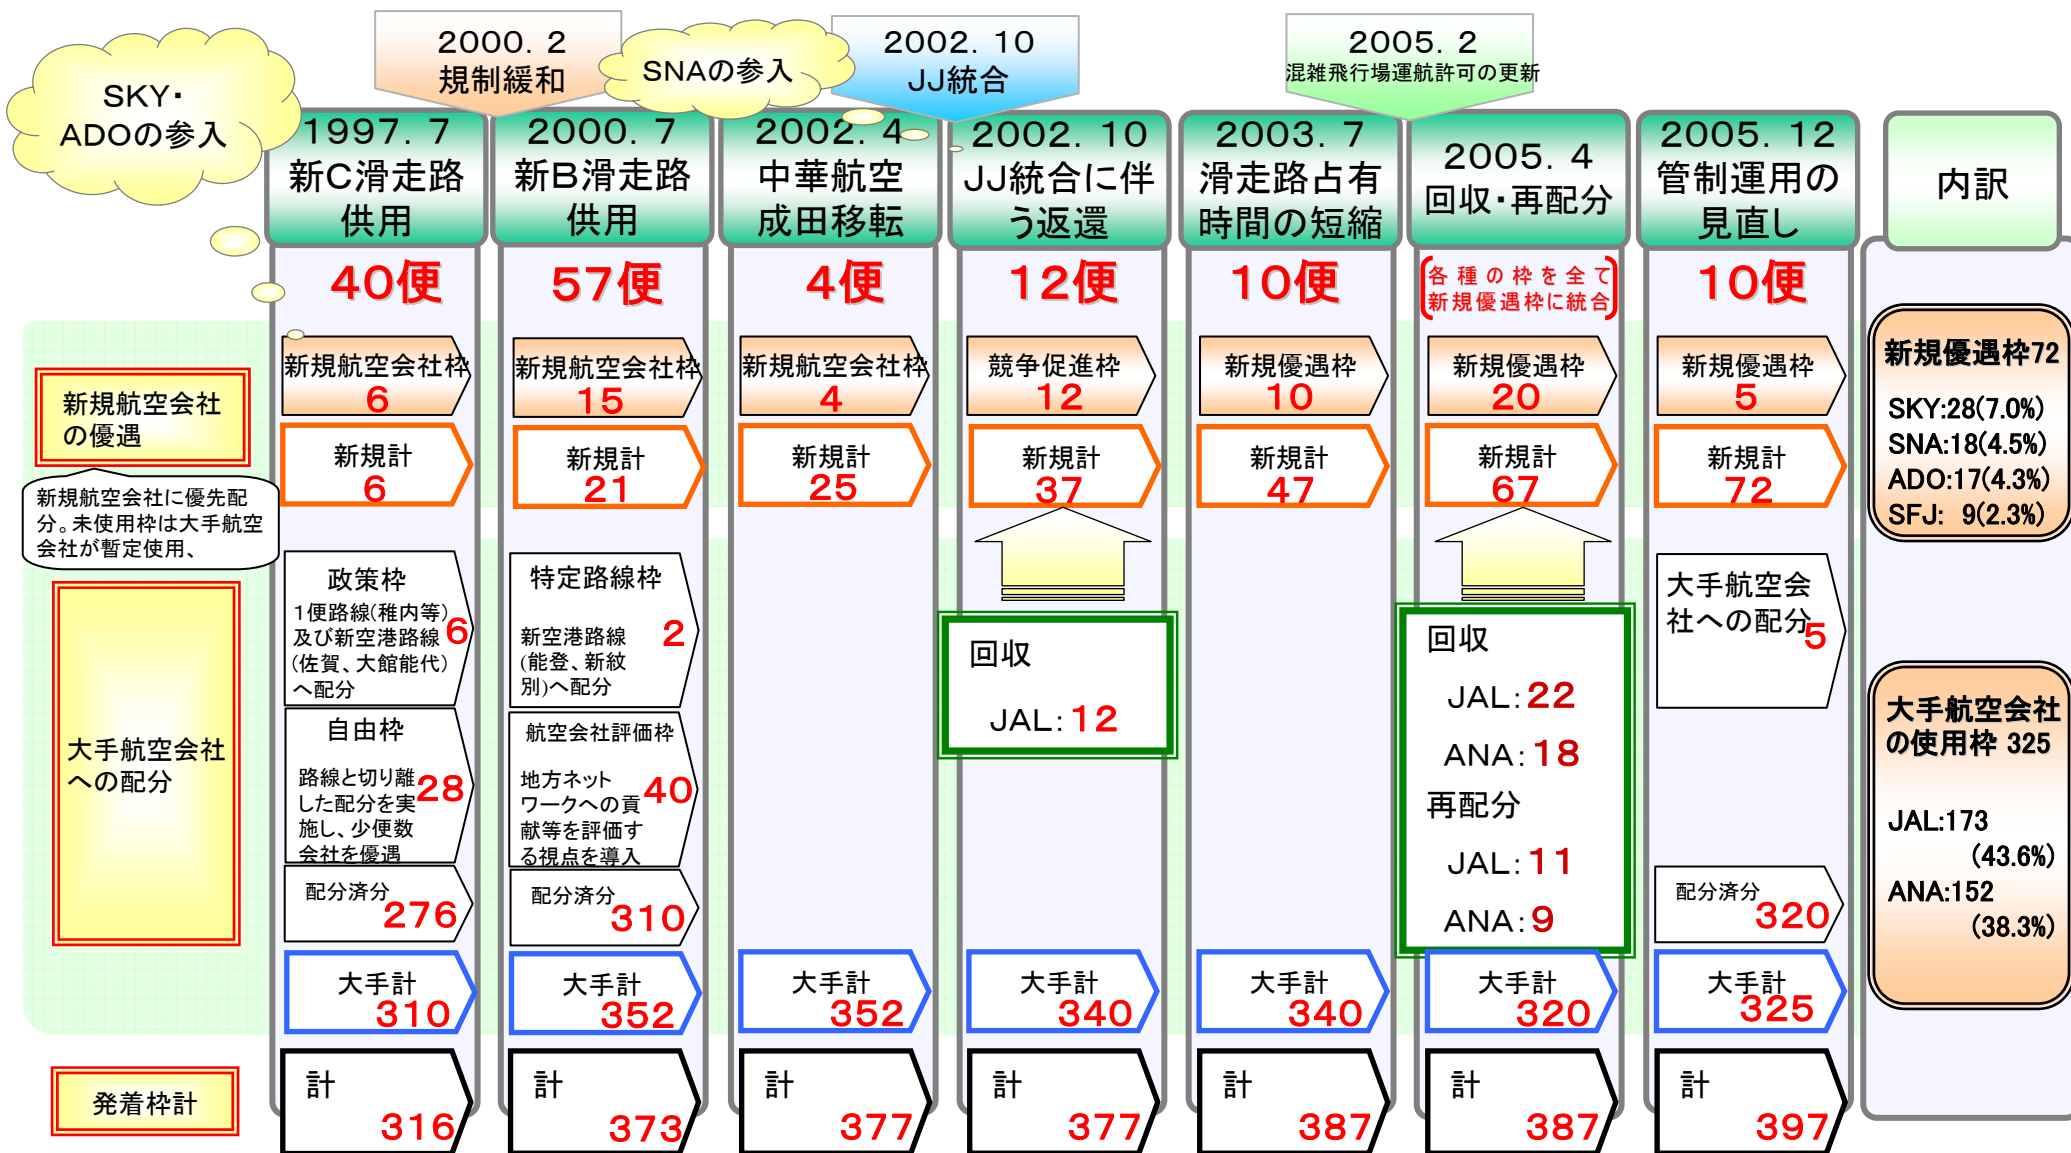 SKY・
ADOの参入
2000. 2
規制緩和
SNAの参入
2002. 10
JJ統合
2005. 2
混雑飛行場運航許可の更新
1997. 7
新C滑走路
供用
2000. 7
新B滑走路
供用
2002. 4
中華航空
成田移転
2002. 10
JJ統合に伴
う返還
2003. 7
滑走路占有
時間の短縮
2005. 4
回収・再配分
2005. 12
管制運用の
見直し
内訳
40便
57便
4便
12便
10便
各種の枠を全て
新規優遇枠に統合
10便
新規航空会社
の優遇
新規航空会社に優先配
分。未使用枠は大手航空
会社が暫定使用、
新規航空会社枠
6
新規航空会社枠
15
新規航空会社枠
4
競争促進枠
12
新規優遇枠
10
新規優遇枠
20
新規優遇枠
5
新規計
6
新規計
21
新規計
25
新規計
37
新規計
47
新規計
67
新規計
72
新規優遇枠72
SKY:28(7.0%)
SNA:18(4.5%)
ADO:17(4.3%)
SFJ: 9(2.3%)
大手航空会社
への配分
政策枠
1便路線(稚内等)
及び新空港路線
(佐賀、大館能代)
へ配分
6
自由枠
路線と切り離
した配分を実
施し、少便数
会社を優遇
28
配分済分
276
特定路線枠
新空港路線
(能登、新紋
別)へ配分
2
航空会社評価枠
地方ネット
ワークへの貢
献等を評価す
る視点を導入
40
配分済分
310
回収
JAL:12
回収
JAL:22
ANA:18
再配分
JAL:11
ANA:9
大手航空会
社への配分
5
配分済分
320
大手航空会社
の使用枠 325
JAL:173
(43.6%)
ANA:152
(38.3%)
大手計
310
大手計
352
大手計
352
大手計
340
大手計
340
大手計
320
大手計
325
発着枠計
計
316
計
373
計
377
計
377
計
387
計
387
計
397